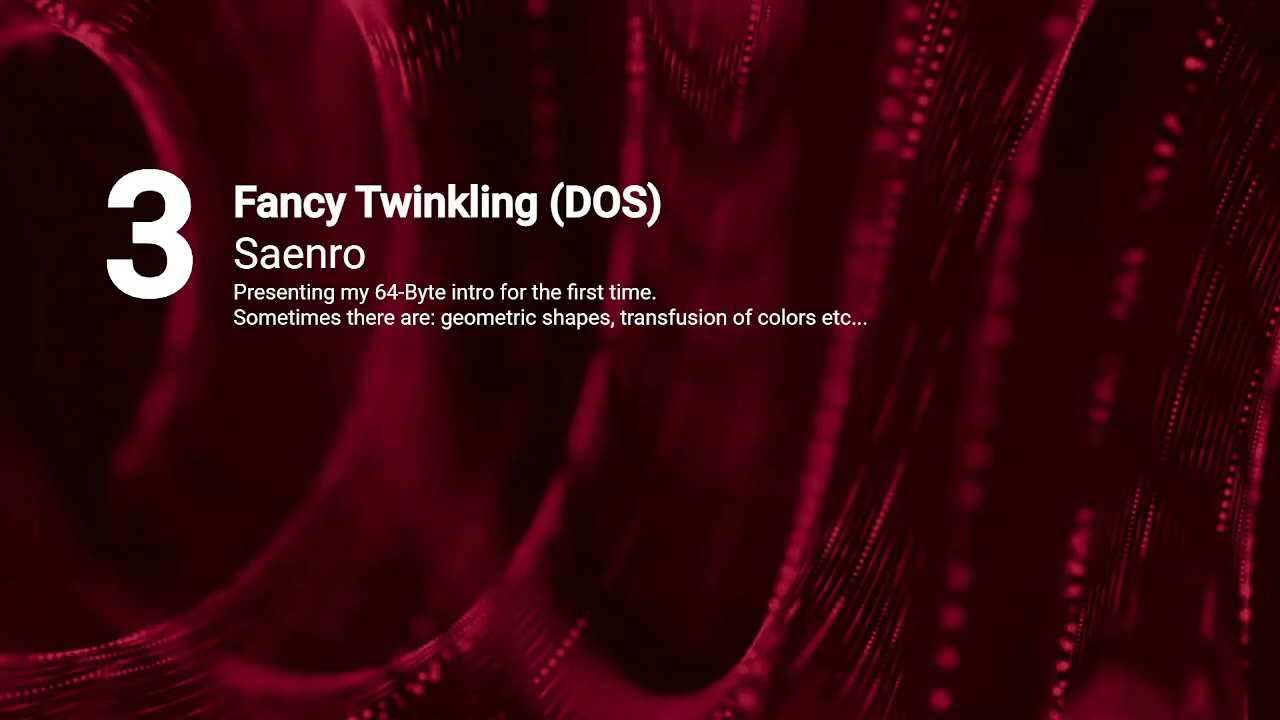 3
Fancy Twinkling (DOS)
Saenro
Presenting my 64-Byte intro for the first time.
Sometimes there are: geometric shapes, transfusion of colors etc...